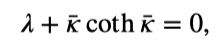 λ + κ̄ coth κ̄ = 0,